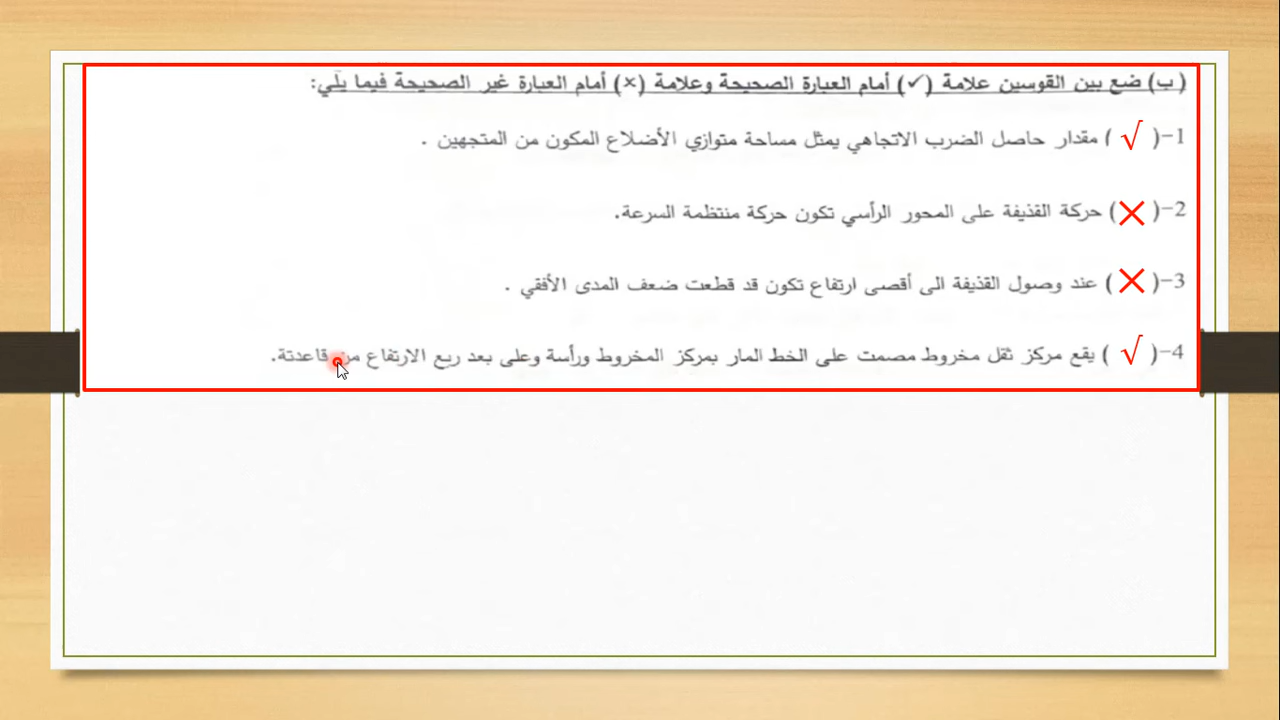 (ب) ضع بين القوسين علامة (✓) أمام العبارة الصحيحة وعلامة (×) أمام العبارة غير الصحيحة فيما يلي:
1-( √ ) مقدار حاصل الضرب الاتجاهي يمثل مساحة متوازي الأضلاع المكون من المتجهين .
2-( × ) حركة القذيفة على المحور الرأسي تكون حركة منتظمة السرعة.
3-( × ) عند وصول القذيفة الى أقصى ارتفاع تكون قد قطعت ضعف المدى الأفقي .
4-( √ ) يقع مركز ثقل مخروط مصمت على الخط المار بمركز المخروط ورأسة وعلى بعد ربع الارتفاع من قاعدتة.